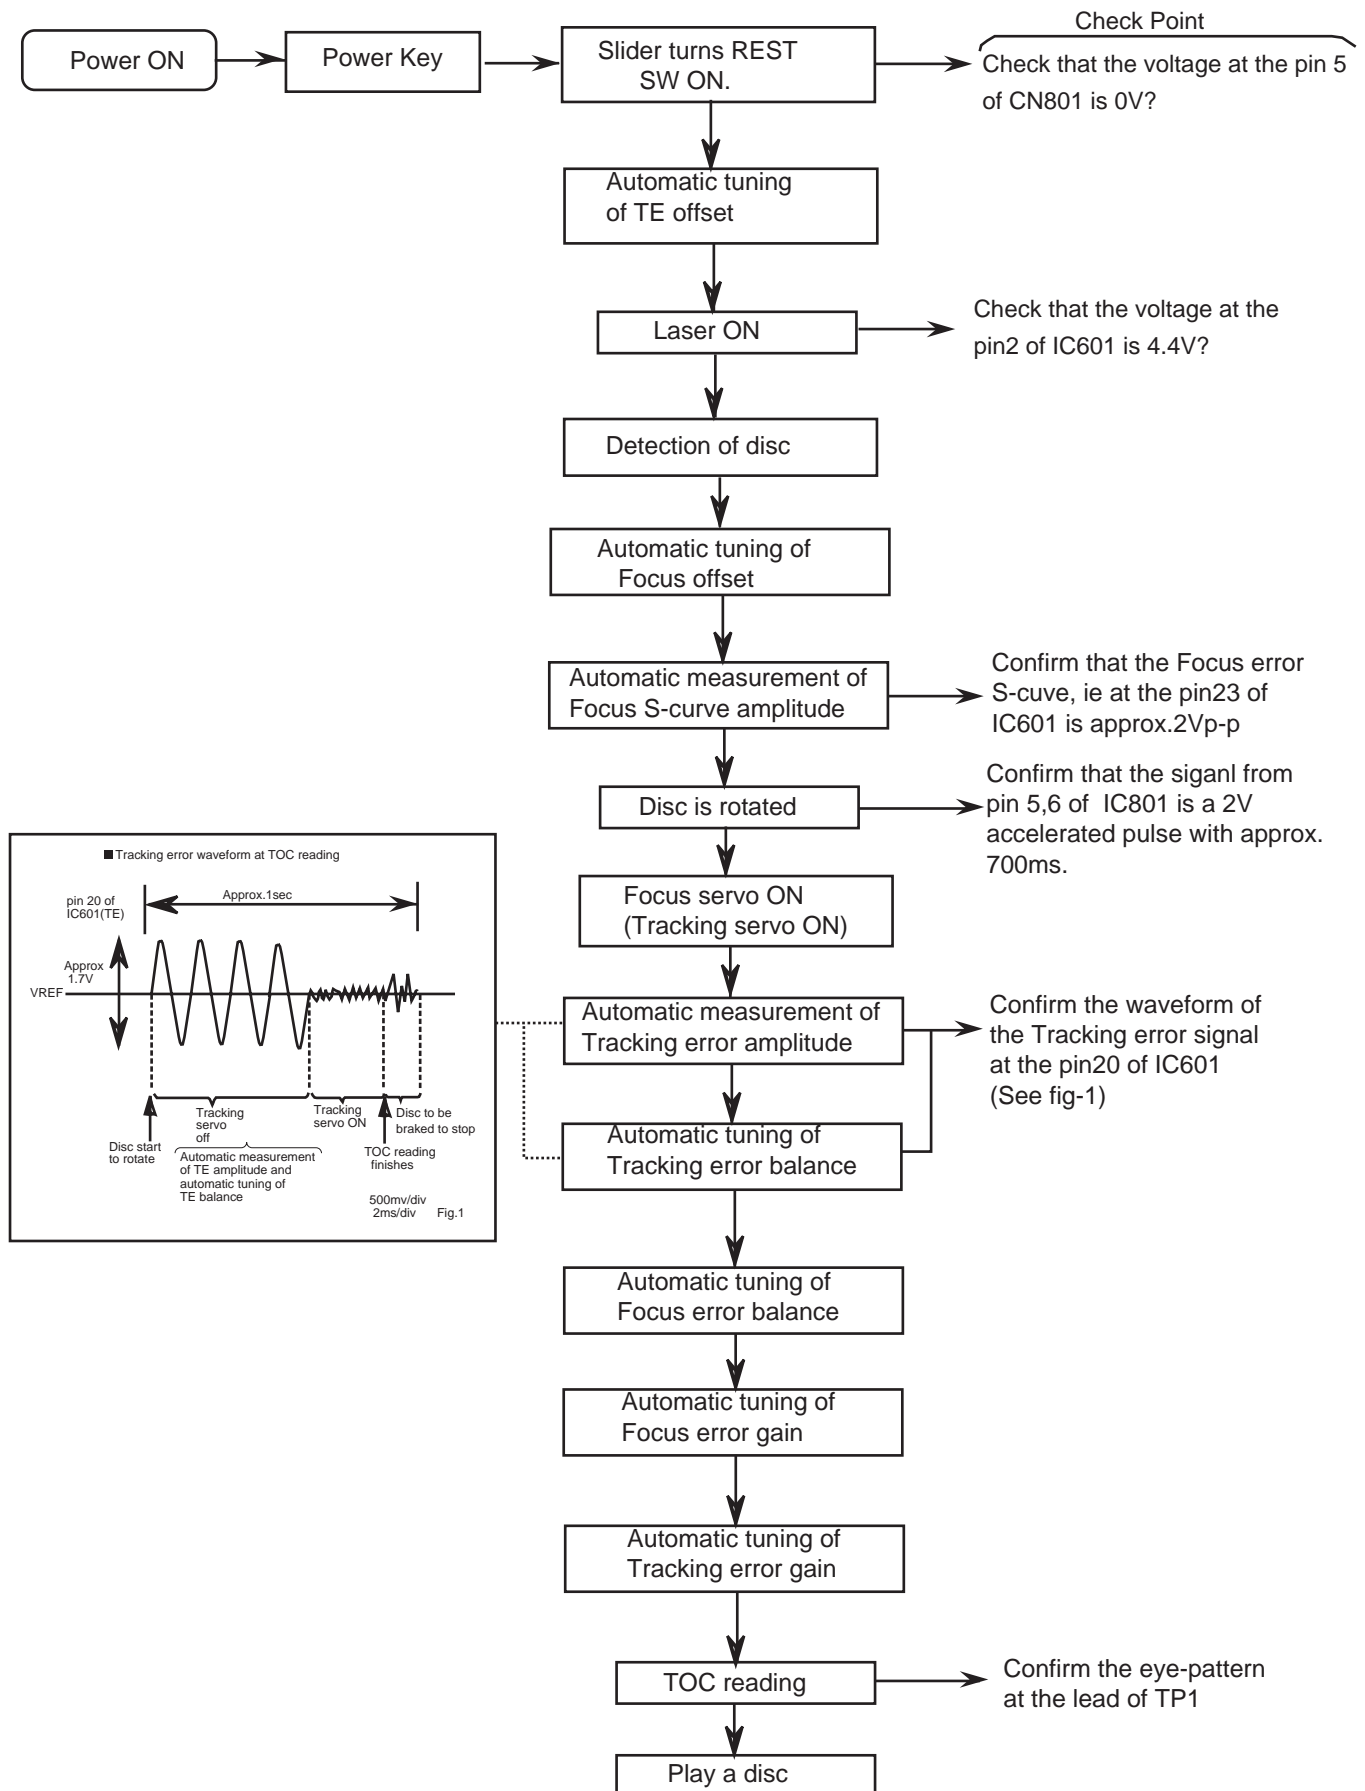 Check Point
Power ON
Power Key
Slider turns REST
SW ON.
Check that the voltage at the pin 5
of CN801 is 0V?
Automatic tuning
of TE offset
Laser ON
Check that the voltage at the
pin2 of IC601 is 4.4V?
Detection of disc
Automatic tuning of
Focus offset
Automatic measurement of
Focus S-curve amplitude
Confirm that the Focus error
S-cuve, ie at the pin23 of
IC601 is approx.2Vp-p
Disc is rotated
Confirm that the siganl from
pin 5,6 of IC801 is a 2V
accelerated pulse with approx.
700ms.
Focus servo ON
(Tracking servo ON)
■ Tracking error waveform at TOC reading
pin 20 of
IC601(TE)
Approx.1sec
Approx
1.7V
VREF
Tracking
servo
off
Tracking
servo ON
Disc to be
braked to stop
Disc start
to rotate
Automatic measurement
of TE amplitude and
automatic tuning of
TE balance
TOC reading
finishes
500mv/div
2ms/div Fig.1
Automatic measurement of
Tracking error amplitude
Confirm the waveform of
the Tracking error signal
at the pin20 of IC601
(See fig-1)
Automatic tuning of
Tracking error balance
Automatic tuning of
Focus error balance
Automatic tuning of
Focus error gain
Automatic tuning of
Tracking error gain
TOC reading
Confirm the eye-pattern
at the lead of TP1
Play a disc